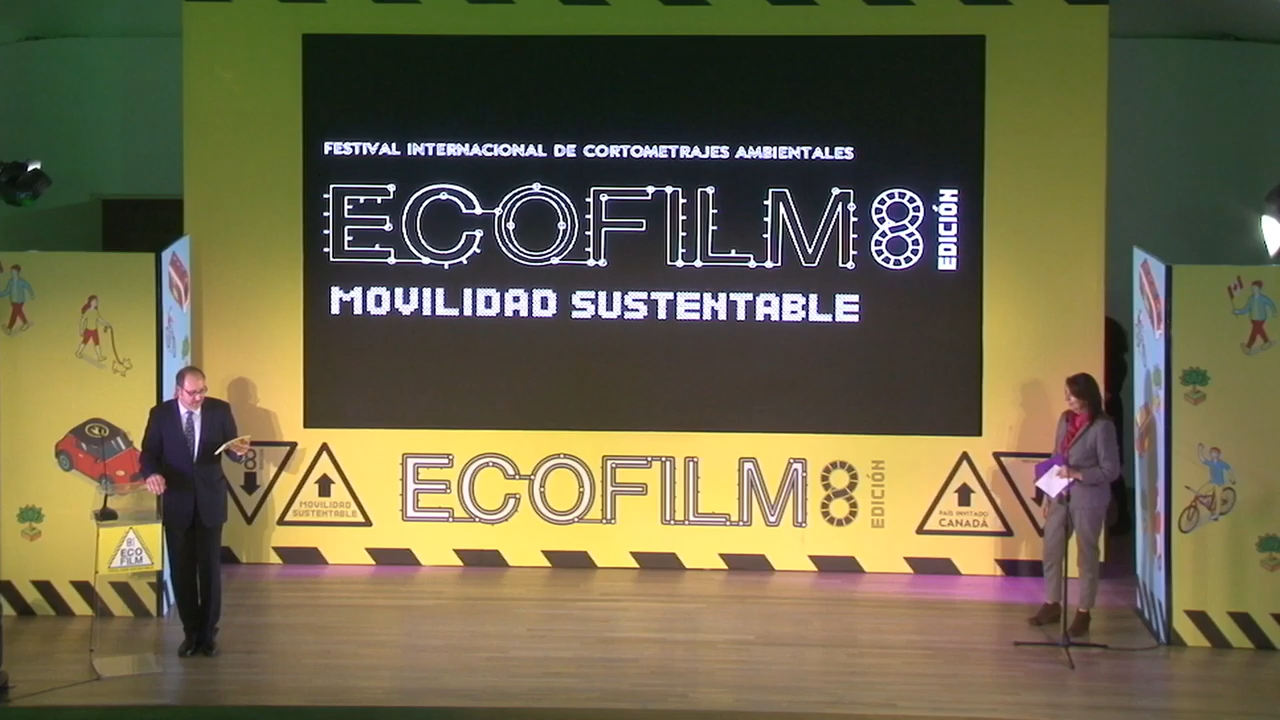 FESTIVAL INTERNACIONAL DE CORTOMETRAJES AMBIENTALES
ECOFILM 8 EDICIÓN
MOVILIDAD SUSTENTABLE
ECOFILM 8 EDICIÓN
MOVILIDAD
SUSTENTABLE
PAÍS INVITADO
CANADÁ
8
ECO
FILM